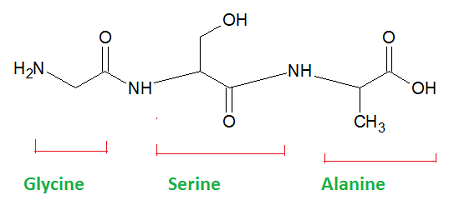 OH
O
O
H₂N
NH
NH
OH
O
CH₃
Glycine Serine Alanine